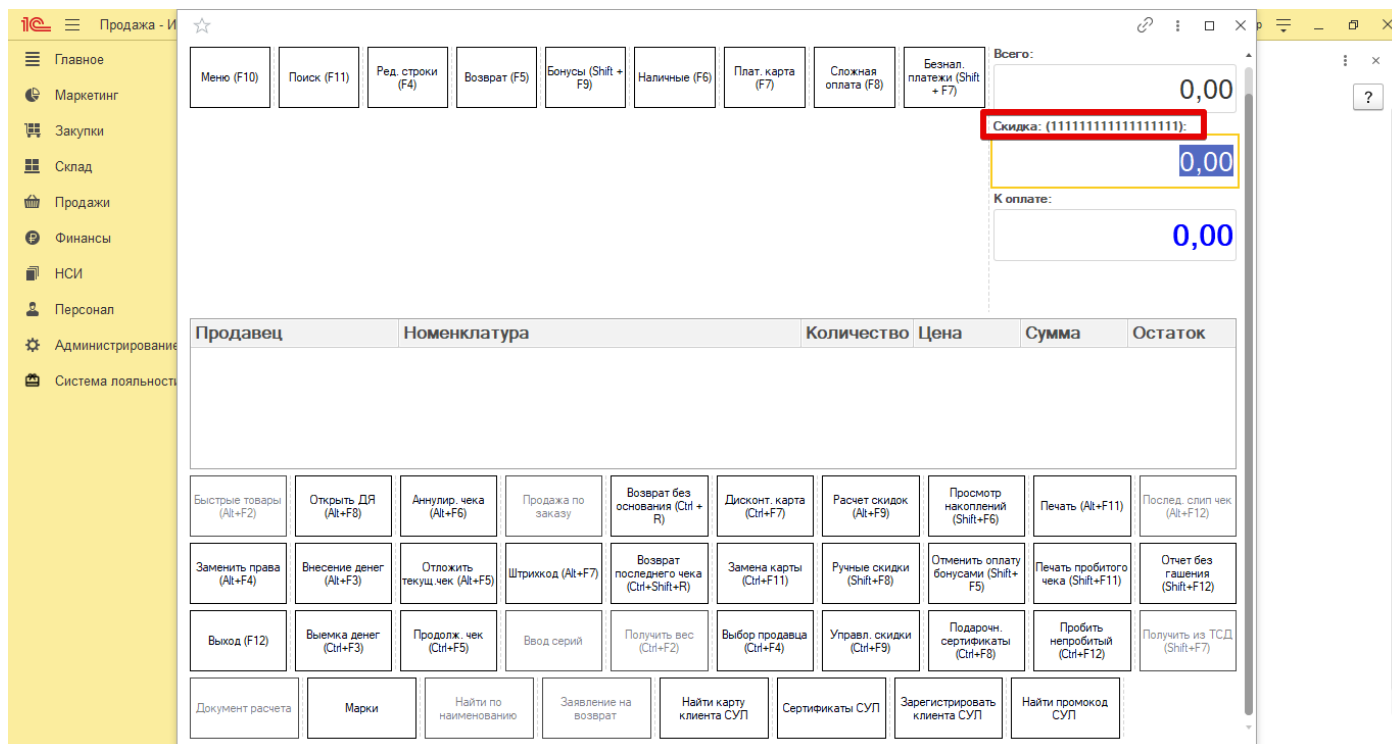 1С Продажа - И
Главное
Маркетинг
Закупки
Склад
Продажи
Финансы
НСИ
Персонал
Администрирование
Система лояльности
Меню (F10)
Поиск (F11)
Ред. строки
(F4)
Возврат (F5)
Бонусы (Shift +
F9)
Наличные (F6)
Плат. карта
(F7)
Сложная
оплата (F8)
Безнал.
платежи (Shift
+ F7)
Всего:
0,00
?
Скидка: (111111111111111111):
0,00
К оплате:
0,00
Продавец Номенклатура Количество Цена Сумма Остаток
Быстрые товары
(Alt+F2)
Открыть ДЯ
(Alt+F8)
Аннулир. чека
(Alt+F6)
Продажа по
заказу
Возврат без
основания (Ctrl +
R)
Дисконт. карта
(Ctrl+F7)
Расчет скидок
(Alt+F9)
Просмотр
накоплений
(Shift+F6)
Печать (Alt+F11)
Послед. слип чек
(Alt+F12)
Заменить права
(Alt+F4)
Внесение денег
(Alt+F3)
Отложить
текущ.чек (Alt+F5)
Штрихкод (Alt+F7)
Возврат
последнего чека
(Ctrl+Shift+R)
Замена карты
(Ctrl+F11)
Ручные скидки
(Shift+F8)
Отменить оплату
бонусами (Shift+
F5)
Печать пробитого
чека (Shift+F11)
Отчет без
гашения
(Shift+F12)
Выход (F12)
Выемка денег
(Ctrl+F3)
Продолж. чек
(Ctrl+F5)
Ввод серий
Получить вес
(Ctrl+F2)
Выбор продавца
(Ctrl+F4)
Управл. скидки
(Ctrl+F9)
Подарочн.
сертификаты
(Ctrl+F8)
Пробить
непробитый
(Ctrl+F12)
Получить из ТСД
(Shift+F7)
Документ расчета
Марки
Найти по
наименованию
Заявление на
возврат
Найти карту
клиента СУП
Сертификаты СУП
Зарегистрировать
клиента СУП
Найти промокод
СУП